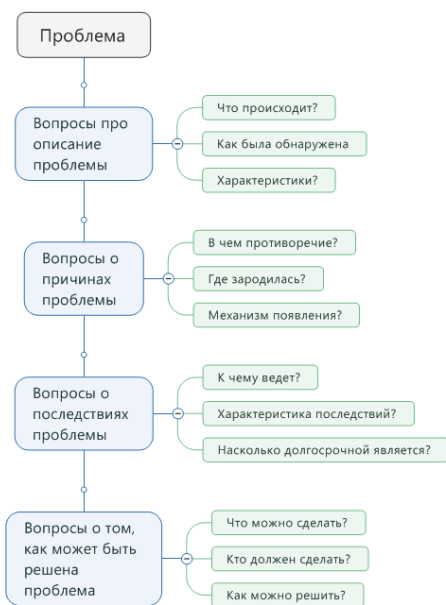 Проблема
Вопросы про
описание
проблемы
Что происходит?
Как была обнаружена
Характеристики?
Вопросы о
причинах
проблемы
В чем противоречие?
Где зародилась?
Механизм появления?
Вопросы о
последствиях
проблемы
К чему ведет?
Характеристика последствий?
Насколько долгосрочной является?
Вопросы о том,
как может быть
решена
проблема
Что можно сделать?
Кто должен сделать?
Как можно решить?